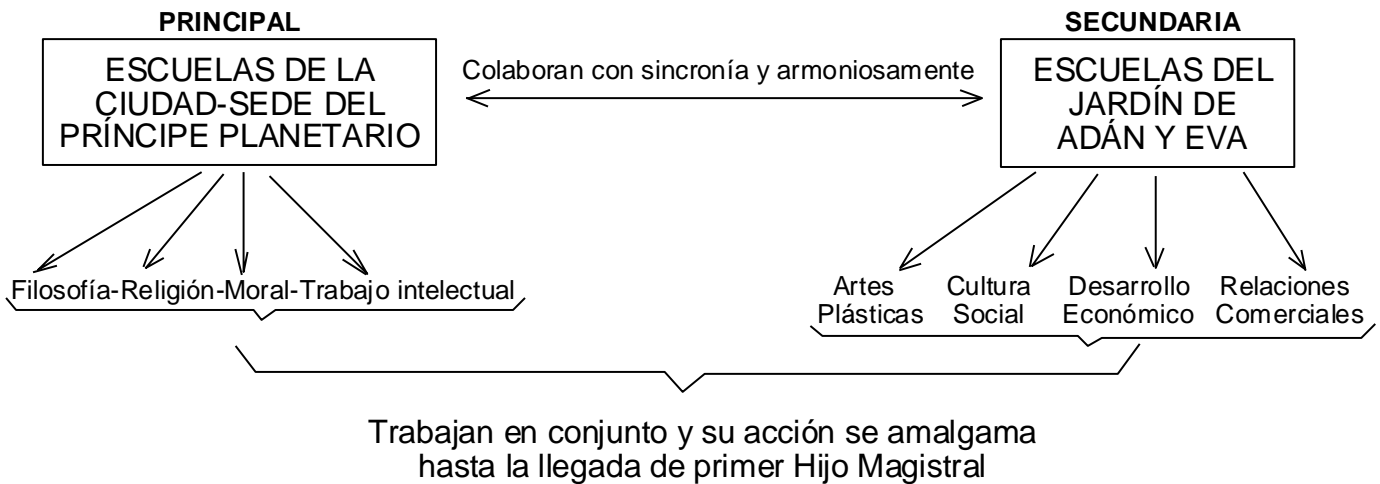 PRINCIPAL
SECUNDARIA
ESCUELAS DE LA
CIUDAD-SEDE DEL
PRÍNCIPE PLANETARIO
Colaboran con sincronía y armoniosamente
ESCUELAS DEL
JARDÍN DE
ADÁN Y EVA
Filosofía-Religión-Moral-Trabajo intelectual
Artes
Plásticas
Cultura
Social
Desarrollo
Económico
Relaciones
Comerciales
Trabajan en conjunto y su acción se amalgama
hasta la llegada de primer Hijo Magistral